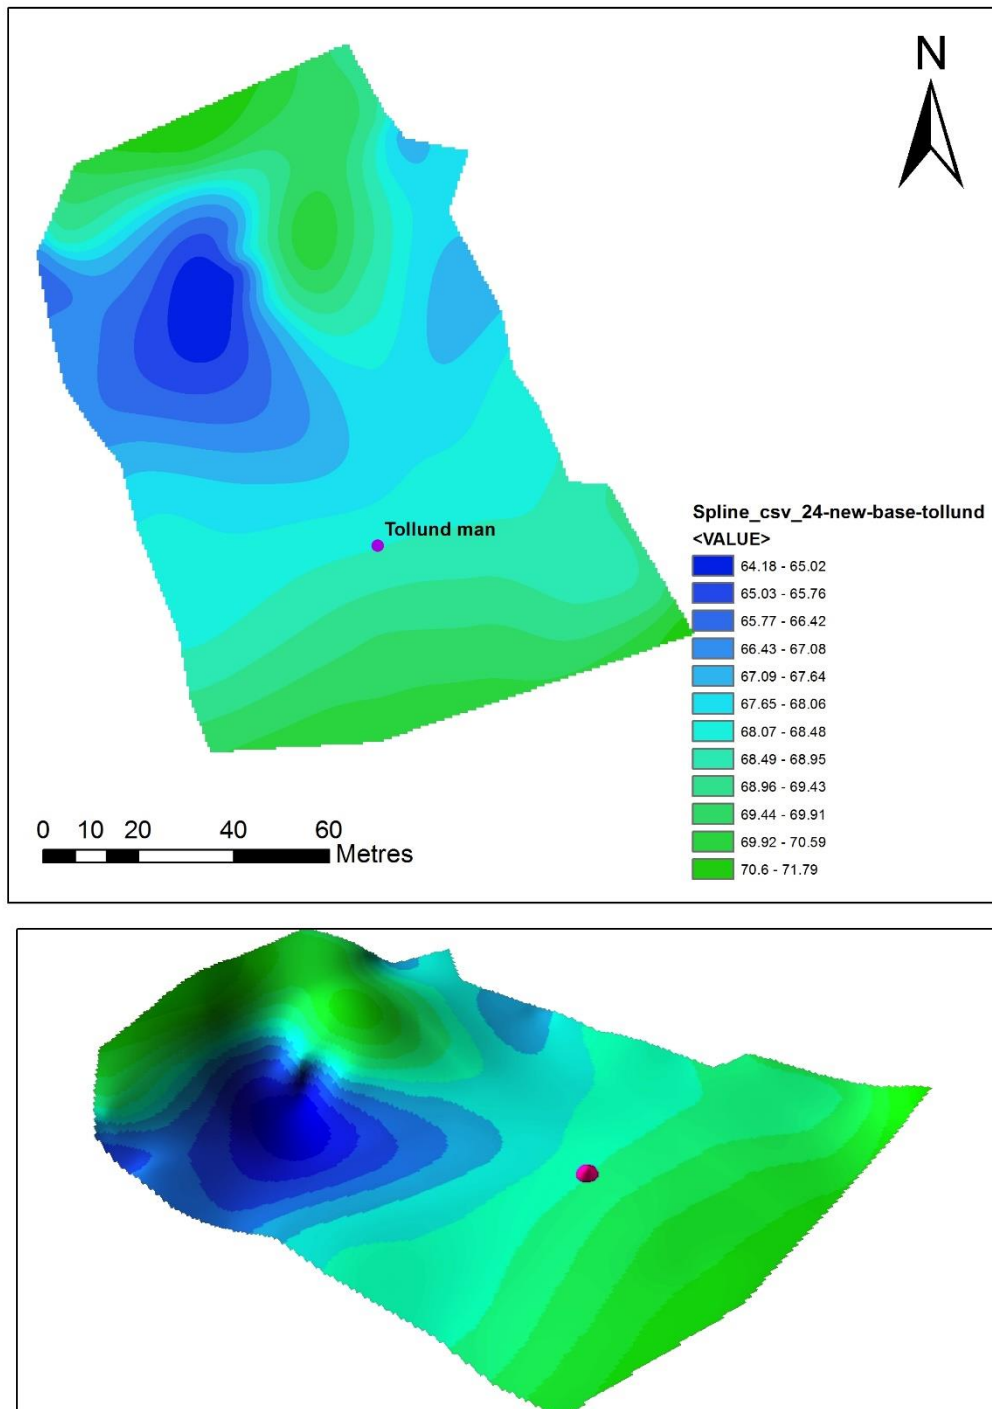 N
Tollund man
Spline_csv_24-new-base-tollund
<VALUE>
64.18 - 65.02
65.03 - 65.76
65.77 - 66.42
66.43 - 67.08
67.09 - 67.64
67.65 - 68.06
68.07 - 68.48
68.49 - 68.95
68.96 - 69.43
69.44 - 69.91
69.92 - 70.59
70.6 - 71.79
0 10 20 40 60
Metres